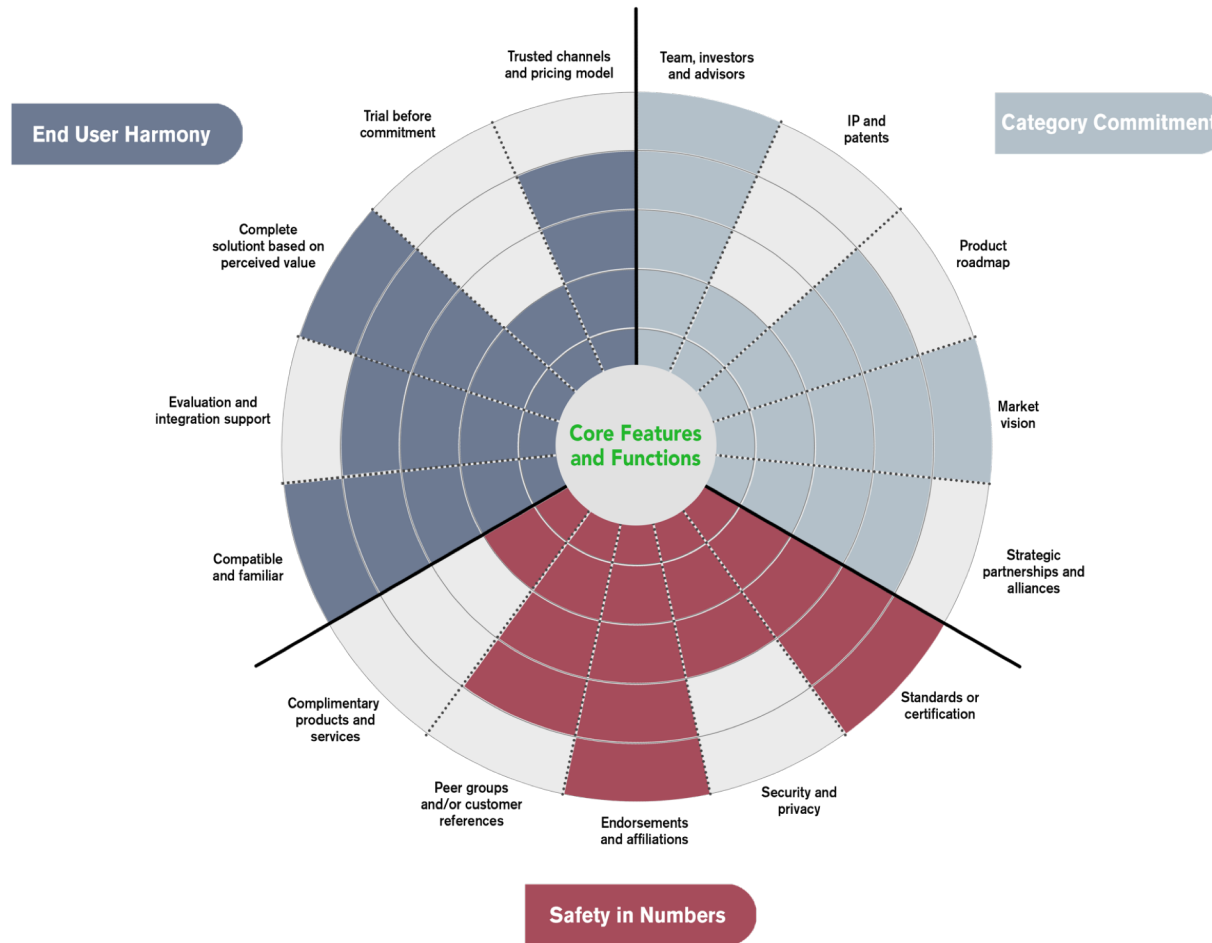 Trusted channels
and pricing model
Team, investors
and advisors
Trial before
commitment
IP and
patents
End User Harmony
Category Commitment
Complete
solutiont based on
perceived value
Product
roadmap
Evaluation and
integration support
Market
vision
Core Features
and Functions
Compatible
and familiar
Strategic
partnerships and
alliances
Complimentary
products and
services
Standards or
certification
Peer groups
and/or customer
references
Security and
privacy
Endorsements
and affiliations
Safety in Numbers